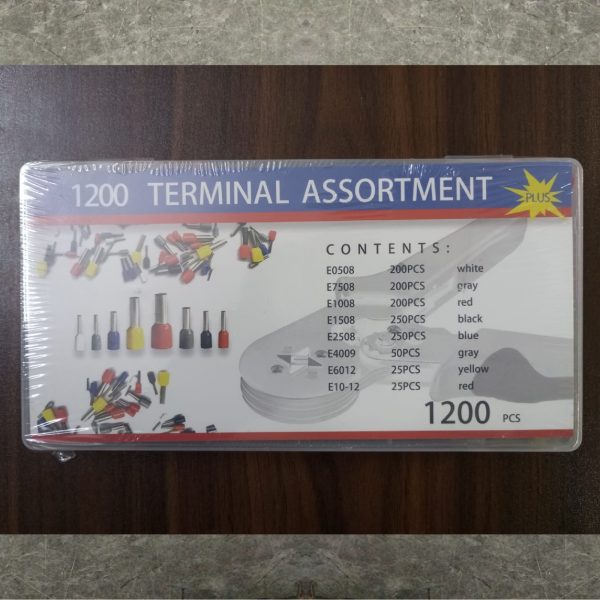 1200 TERMINAL ASSORTMENT
PLUS
CONTENTS:
E0508 200PCS white
E7508 200PCS gray
E1008 200PCS red
E1508 250PCS black
E2508 250PCS blue
E4009 50PCS gray
E6012 25PCS yellow
E10-12 25PCS red
1200 PCS